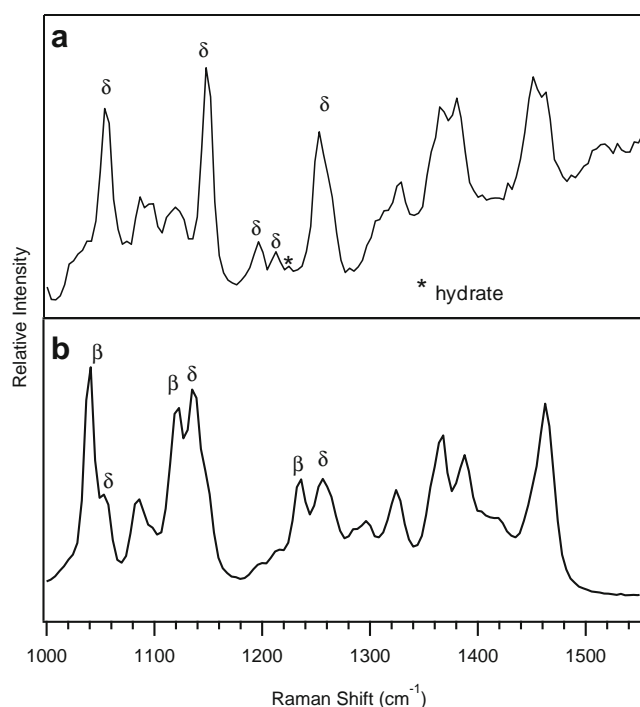 a
δ
δ
δ
δ
δ
*
* hydrate
Relative Intensity
b
β
δ
β
δ
β
δ
1000 1100 1200 1300 1400 1500
Raman Shift (cm⁻¹)